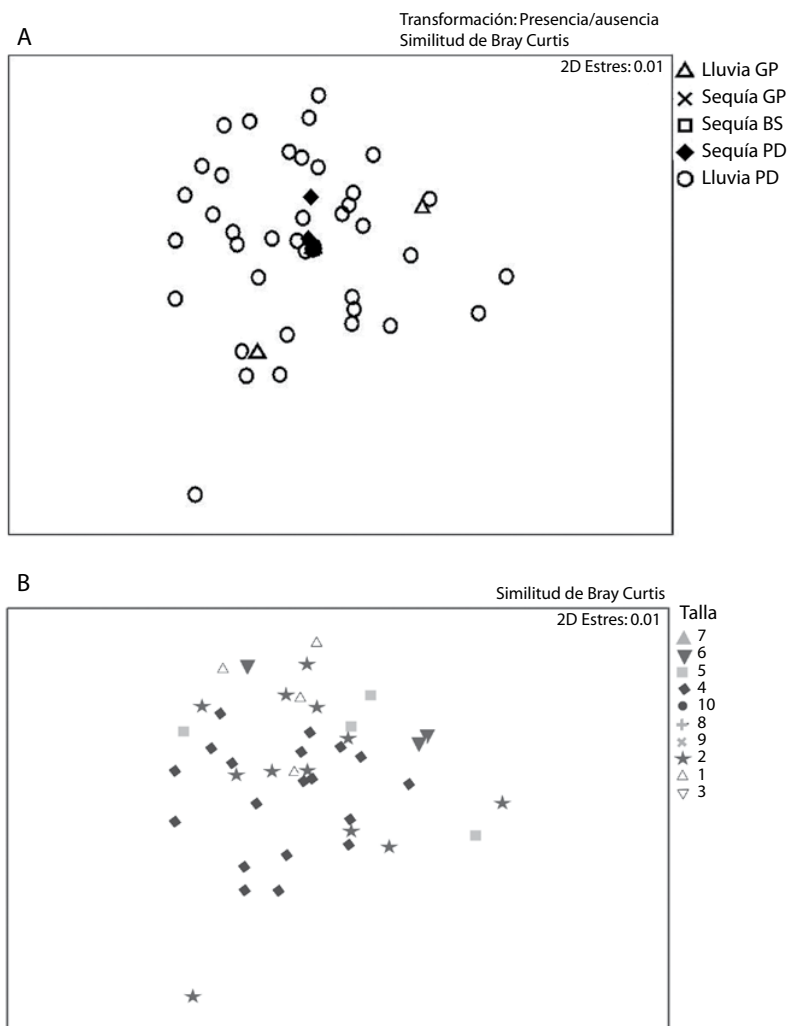 A
Transformación: Presencia/ausencia
Similitud de Bray Curtis
2D Estres: 0.01
Lluvia GP
Sequía GP
Sequía BS
Sequía PD
Lluvia PD
B
Similitud de Bray Curtis
2D Estres: 0.01
Talla
7
6
5
4
10
8
9
2
1
3